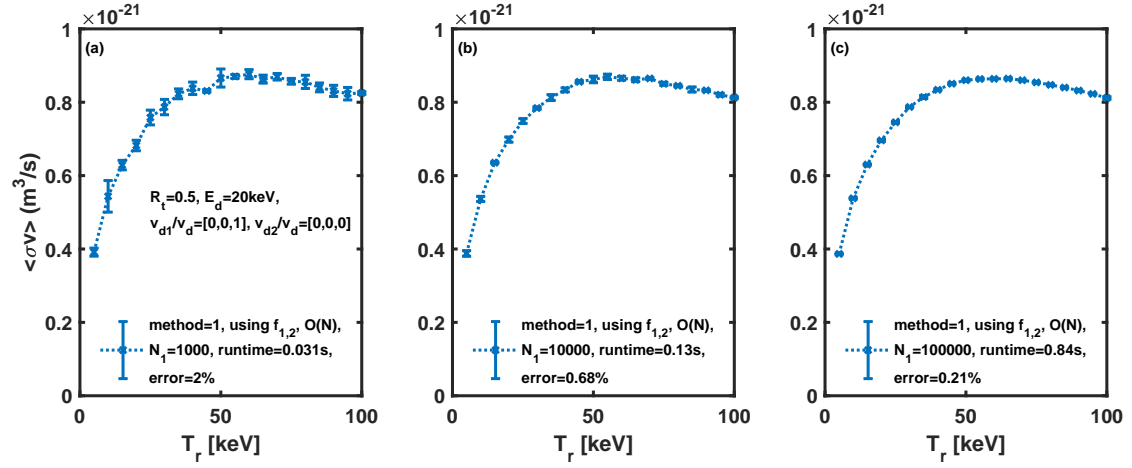 ×10⁻²¹
(a)
1
0.8
0.6
0.4
0.2
0
<σv> (m³/s)
R_t=0.5, E_d=20keV,
v_d1/v_d=[0,0,1], v_d2/v_d=[0,0,0]
method=1, using f_1,2, O(N),
N_1=1000, runtime=0.031s,
error=2%
0 50 100
T_r [keV]
×10⁻²¹
(b)
1
0.8
0.6
0.4
0.2
0
method=1, using f_1,2, O(N),
N_1=10000, runtime=0.13s,
error=0.68%
0 50 100
T_r [keV]
×10⁻²¹
(c)
1
0.8
0.6
0.4
0.2
0
method=1, using f_1,2, O(N),
N_1=100000, runtime=0.84s,
error=0.21%
0 50 100
T_r [keV]